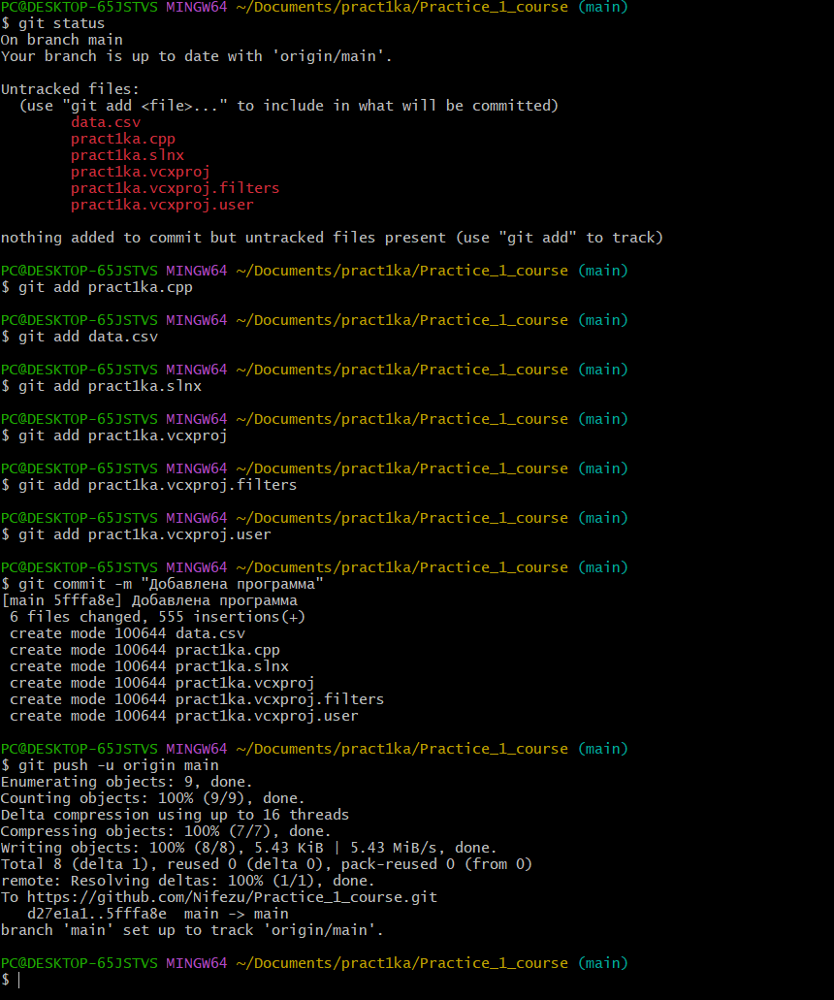 PC@DESKTOP-65JSTVS MINGW64 ~/Documents/pract1ka/Practice_1_course (main)
$ git status
On branch main
Your branch is up to date with 'origin/main'.
Untracked files:
(use "git add <file>..." to include in what will be committed)
data.csv
pract1ka.cpp
pract1ka.slnx
pract1ka.vcxproj
pract1ka.vcxproj.filters
pract1ka.vcxproj.user
nothing added to commit but untracked files present (use "git add" to track)
PC@DESKTOP-65JSTVS MINGW64 ~/Documents/pract1ka/Practice_1_course (main)
$ git add pract1ka.cpp
PC@DESKTOP-65JSTVS MINGW64 ~/Documents/pract1ka/Practice_1_course (main)
$ git add data.csv
PC@DESKTOP-65JSTVS MINGW64 ~/Documents/pract1ka/Practice_1_course (main)
$ git add pract1ka.slnx
PC@DESKTOP-65JSTVS MINGW64 ~/Documents/pract1ka/Practice_1_course (main)
$ git add pract1ka.vcxproj
PC@DESKTOP-65JSTVS MINGW64 ~/Documents/pract1ka/Practice_1_course (main)
$ git add pract1ka.vcxproj.filters
PC@DESKTOP-65JSTVS MINGW64 ~/Documents/pract1ka/Practice_1_course (main)
$ git add pract1ka.vcxproj.user
PC@DESKTOP-65JSTVS MINGW64 ~/Documents/pract1ka/Practice_1_course (main)
$ git commit -m "Добавлена программа"
[main 5fffa8e] Добавлена программа
6 files changed, 555 insertions(+)
create mode 100644 data.csv
create mode 100644 pract1ka.cpp
create mode 100644 pract1ka.slnx
create mode 100644 pract1ka.vcxproj
create mode 100644 pract1ka.vcxproj.filters
create mode 100644 pract1ka.vcxproj.user
PC@DESKTOP-65JSTVS MINGW64 ~/Documents/pract1ka/Practice_1_course (main)
$ git push -u origin main
Enumerating objects: 9, done.
Counting objects: 100% (9/9), done.
Delta compression using up to 16 threads
Compressing objects: 100% (7/7), done.
Writing objects: 100% (8/8), 5.43 KiB | 5.43 MiB/s, done.
Total 8 (delta 1), reused 0 (delta 0), pack-reused 0 (from 0)
remote: Resolving deltas: 100% (1/1), done.
To https://github.com/Nifezu/Practice_1_course.git
d27e1a1..5fffa8e  main -> main
branch 'main' set up to track 'origin/main'.
PC@DESKTOP-65JSTVS MINGW64 ~/Documents/pract1ka/Practice_1_course (main)
$